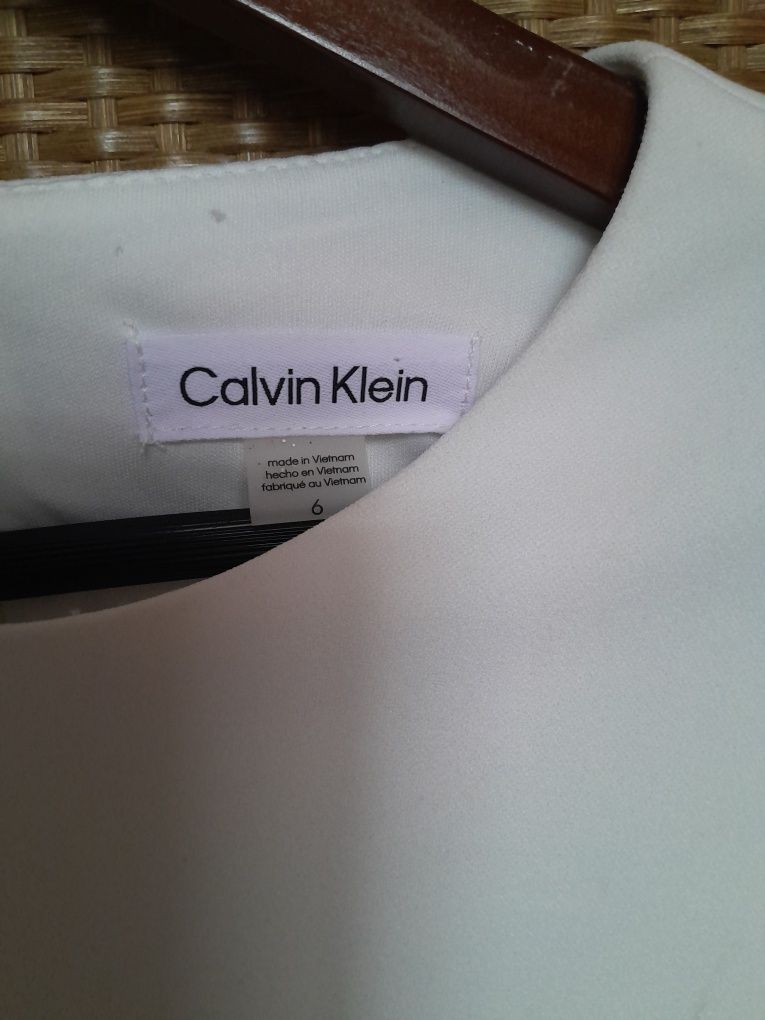 Calvin Klein
made in Vietnam
hecho en Vietnam
fabriqué au Vietnam
6